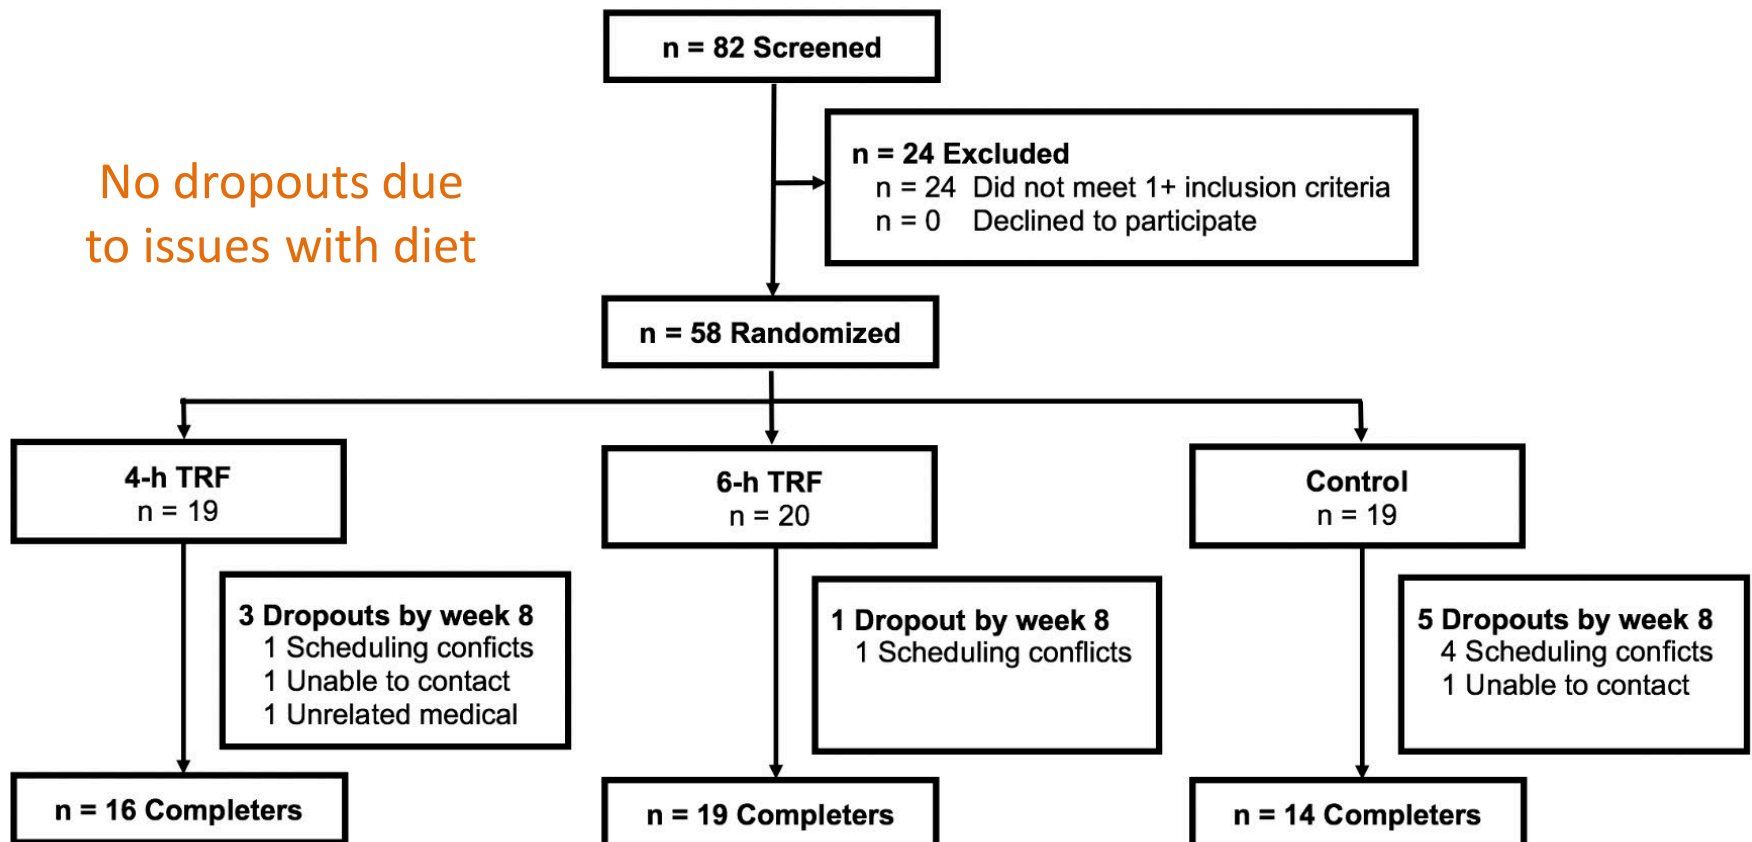 n = 82 Screened
No dropouts due
to issues with diet
n = 24 Excluded
n = 24 Did not meet 1+ inclusion criteria
n = 0 Declined to participate
n = 58 Randomized
4-h TRF
n = 19
6-h TRF
n = 20
Control
n = 19
3 Dropouts by week 8
1 Scheduling conficts
1 Unable to contact
1 Unrelated medical
1 Dropout by week 8
1 Scheduling conflicts
5 Dropouts by week 8
4 Scheduling conficts
1 Unable to contact
n = 16 Completers
n = 19 Completers
n = 14 Completers